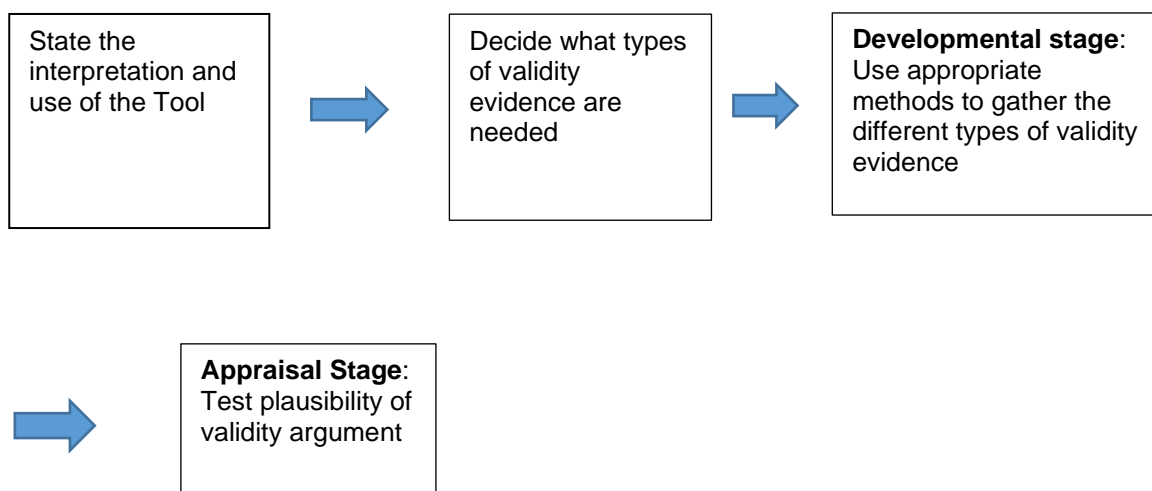 State the
interpretation and
use of the Tool
Decide what types
of validity
evidence are
needed
Developmental stage:
Use appropriate
methods to gather the
different types of validity
evidence
Appraisal Stage:
Test plausibility of
validity argument